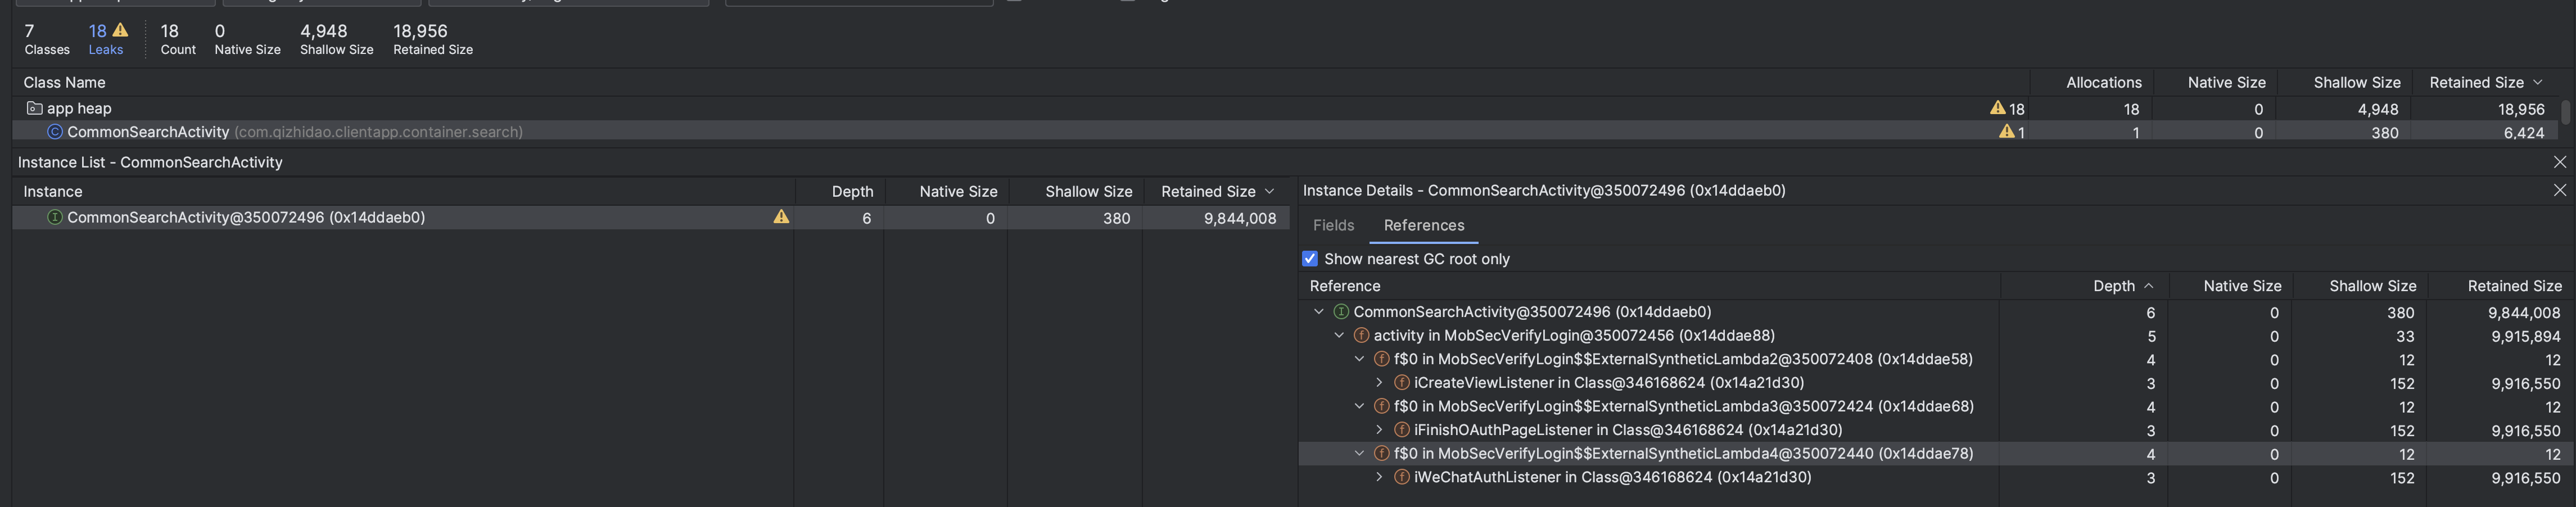 7 18 18 0 4,948 18,956
Classes Leaks Count Native Size Shallow Size Retained Size
Class Name Allocations Native Size Shallow Size Retained Size
app heap 18 18 0 4,948 18,956
CommonSearchActivity (com.qizhidao.clientapp.container.search) 1 1 0 380 6,424
Instance List - CommonSearchActivity
Instance Depth Native Size Shallow Size Retained Size
CommonSearchActivity@350072496 (0x14ddaeb0) 6 0 380 9,844,008
Instance Details - CommonSearchActivity@350072496 (0x14ddaeb0)
Fields References
Show nearest GC root only
Reference Depth Native Size Shallow Size Retained Size
CommonSearchActivity@350072496 (0x14ddaeb0) 6 0 380 9,844,008
activity in MobSecVerifyLogin@350072456 (0x14ddae88) 5 0 33 9,915,894
f$0 in MobSecVerifyLogin$$ExternalSyntheticLambda2@350072408 (0x14ddae58) 4 0 12 12
iCreateViewListener in Class@346168624 (0x14a21d30) 3 0 152 9,916,550
f$0 in MobSecVerifyLogin$$ExternalSyntheticLambda3@350072424 (0x14ddae68) 4 0 12 12
iFinishOAuthPageListener in Class@346168624 (0x14a21d30) 3 0 152 9,916,550
f$0 in MobSecVerifyLogin$$ExternalSyntheticLambda4@350072440 (0x14ddae78) 4 0 12 12
iWeChatAuthListener in Class@346168624 (0x14a21d30) 3 0 152 9,916,550